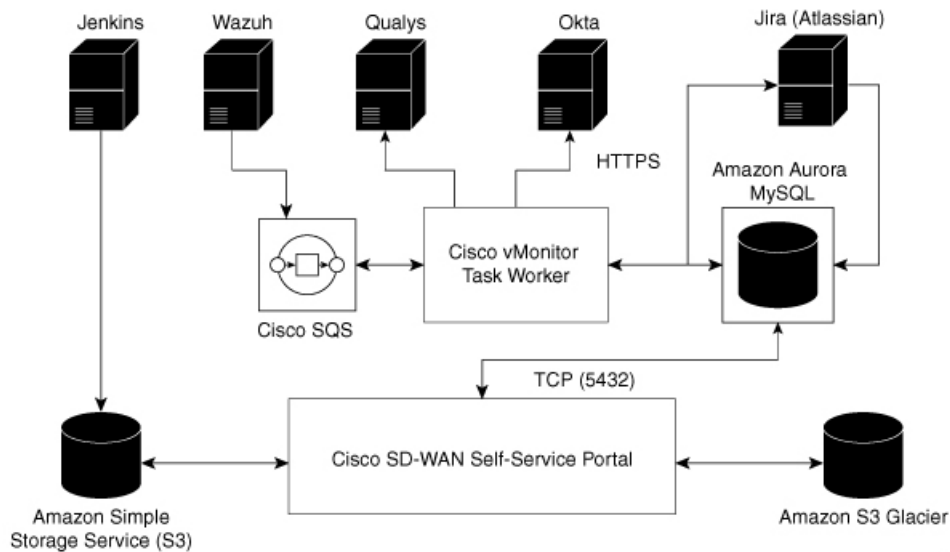 Jenkins
Wazuh
Qualys
Okta
Jira (Atlassian)
HTTPS
Amazon Aurora
MySQL
Cisco vMonitor
Task Worker
Cisco SQS
TCP (5432)
Cisco SD-WAN Self-Service Portal
Amazon Simple
Storage Service (S3)
Amazon S3 Glacier